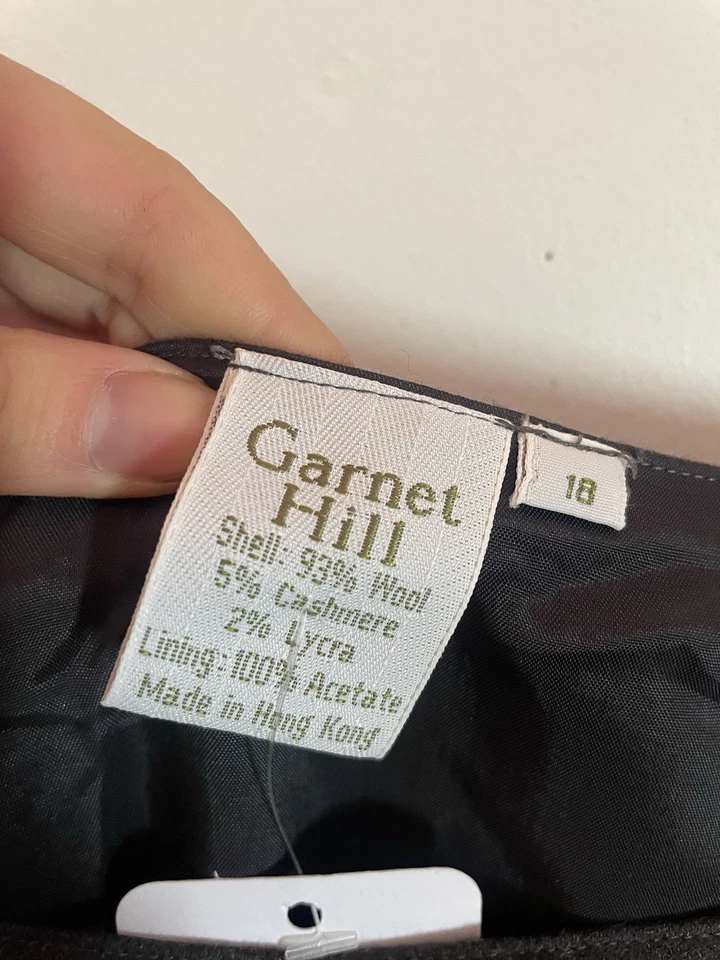 Garnet
Hill
Shell: 93% Wool
5% Cashmere
2% Lycra
Lining: 100% Acetate
Made in Hong Kong
18